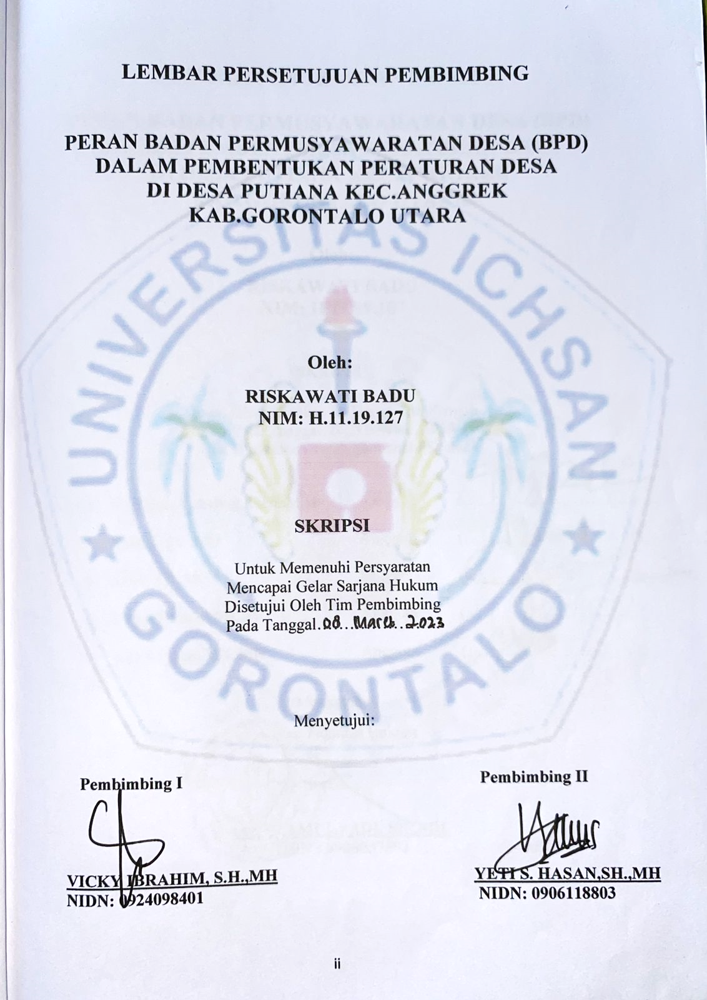 LEMBAR PERSETUJUAN PEMBIMBING
PERAN BADAN PERMUSYAWARATAN DESA (BPD)
DALAM PEMBENTUKAN PERATURAN DESA
DI DESA PUTIANA KEC.ANGGREK
KAB.GORONTALO UTARA
UNIVERSITAS ICHSAN
GORONTALO
Oleh:
RISKAWATI BADU
NIM: H.11.19.127
SKRIPSI
Untuk Memenuhi Persyaratan
Mencapai Gelar Sarjana Hukum
Disetujui Oleh Tim Pembimbing
Pada Tanggal.08...Maret..2023
Menyetujui:
Pembimbing I
VICKY IBRAHIM, S.H.,MH
NIDN: 0924098401
Pembimbing II
YETI S. HASAN,SH.,MH
NIDN: 0906118803
ii